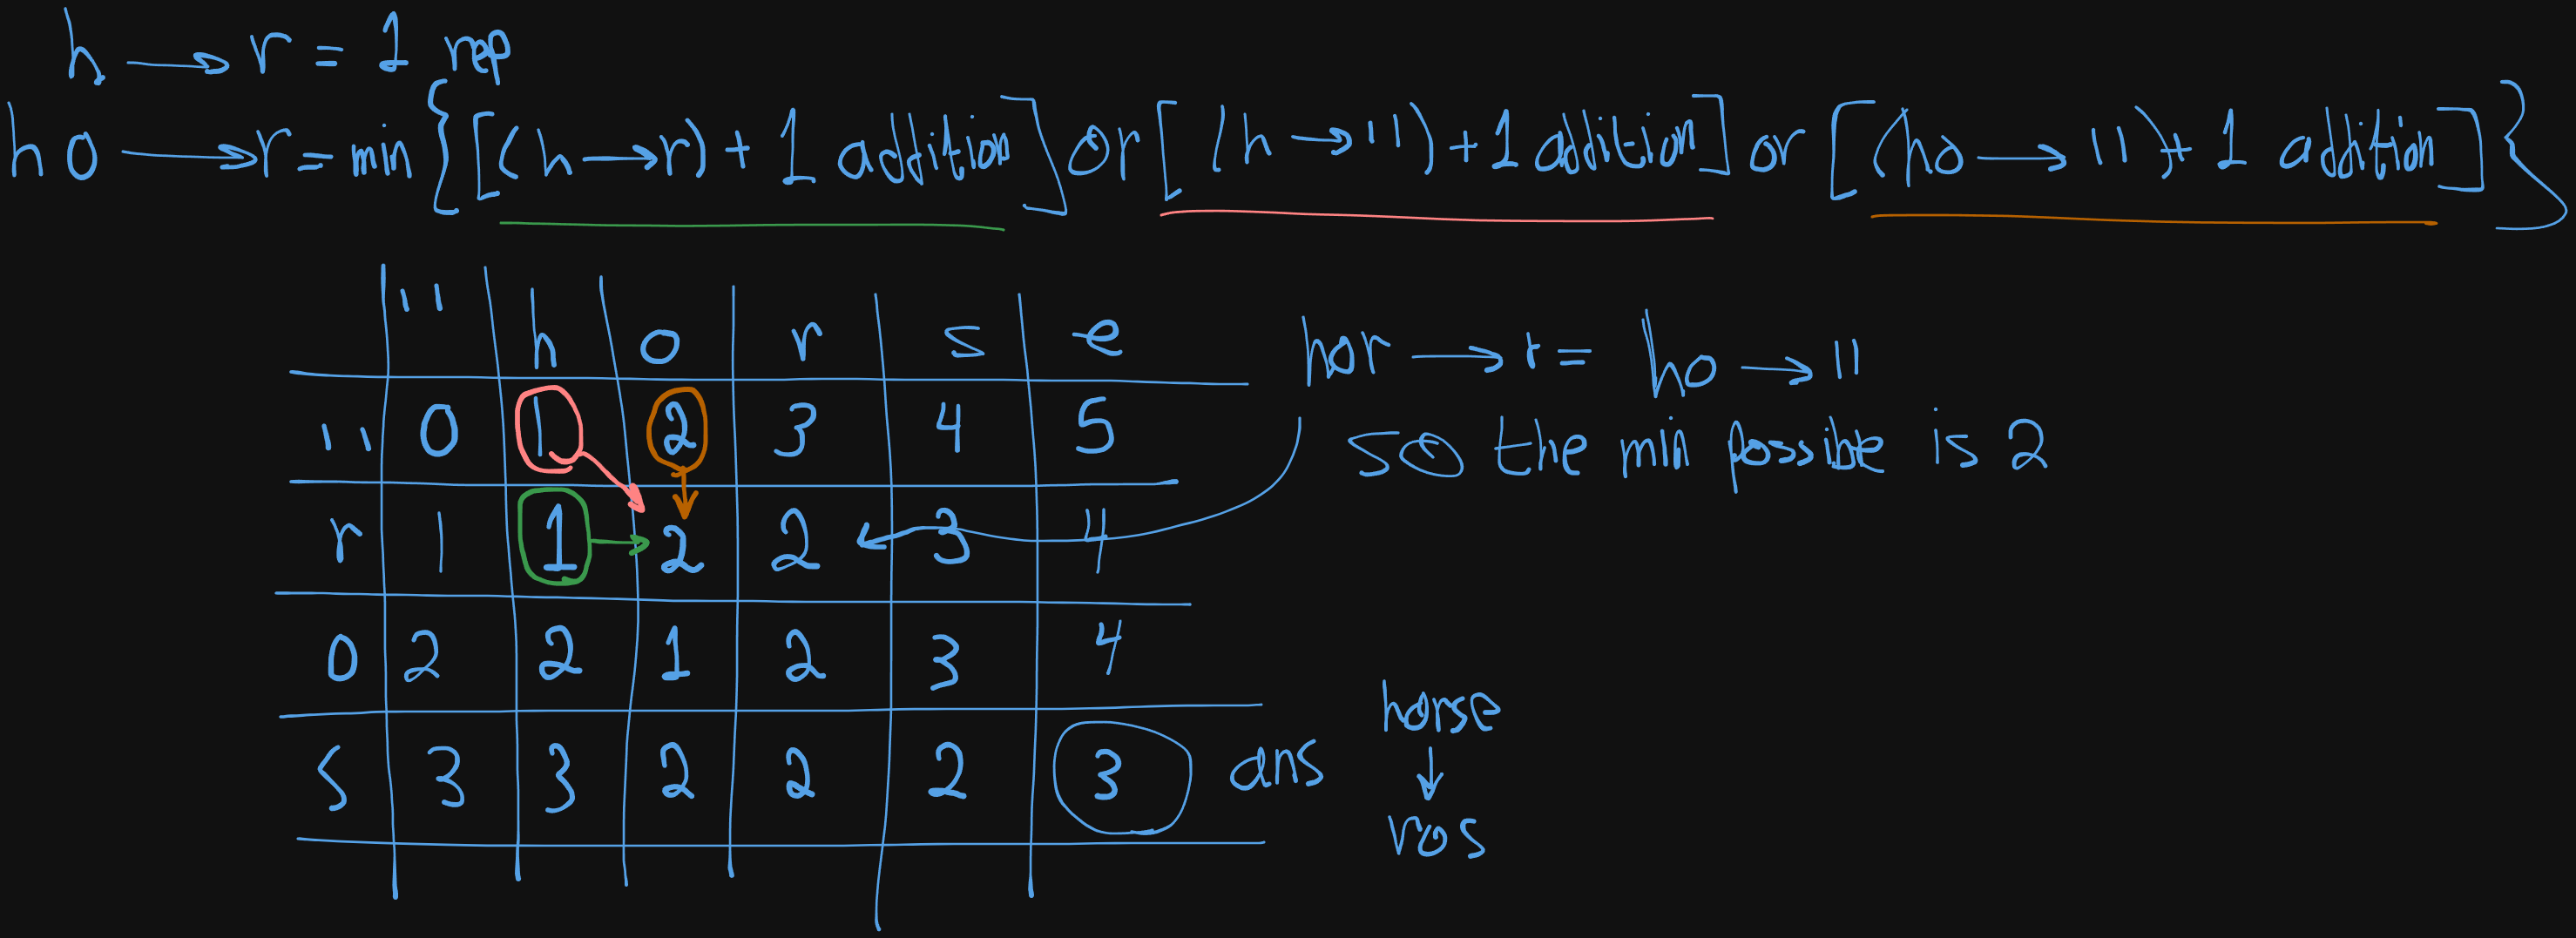 h → r = 1 rep
ho → r = min { [(h → r) + 1 addition] or [(h → '') + 1 addition] or [(ho → '') + 1 addition] }
'' h o r s e
'' 0 1 2 3 4 5
r 1 1 2 2 3 4
o 2 2 1 2 3 4
s 3 3 2 2 2 3 ans
hor → r = ho → ''
so the min possible is 2
horse
↓
ros